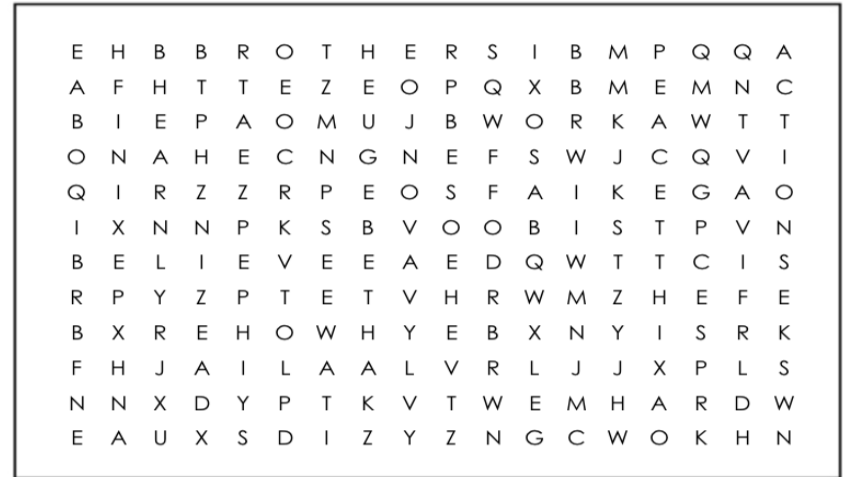 E H B B R O T H E R S I B M P Q Q A
A F H T T E Z E O P Q X B M E M N C
B I E P A O M U J B W O R K A W T T
O N A H E C N G N E F S W J C Q V I
Q I R Z Z R P E O S F A I K E G A O
I X N N P K S B V O O B I S T P V N
B E L I E V E E A E D Q W T T C I S
R P Y Z P T E T V H R W M Z H E F E
B X R E H O W H Y E B X N Y I S R K
F H J A I L A A L V R L J J X P L S
N N X D Y P T K V T W E M H A R D W
E A U X S D I Z Y Z N G C W O K H N